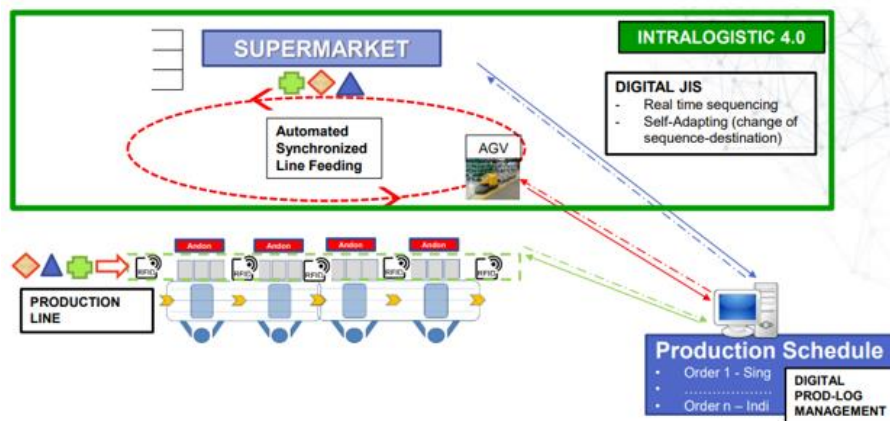 SUPERMARKET
INTRALOGISTIC 4.0
DIGITAL JIS
- Real time sequencing
- Self-Adapting (change of
sequence-destination)
Automated
Synchronized
Line Feeding
AGV
Andon
Andon
Andon
Andon
RFID
RFID
RFID
RFID
RFID
PRODUCTION
LINE
Production Schedule
• Order 1 - Sing
• .....................
• Order n – Indi
DIGITAL
PROD-LOG
MANAGEMENT